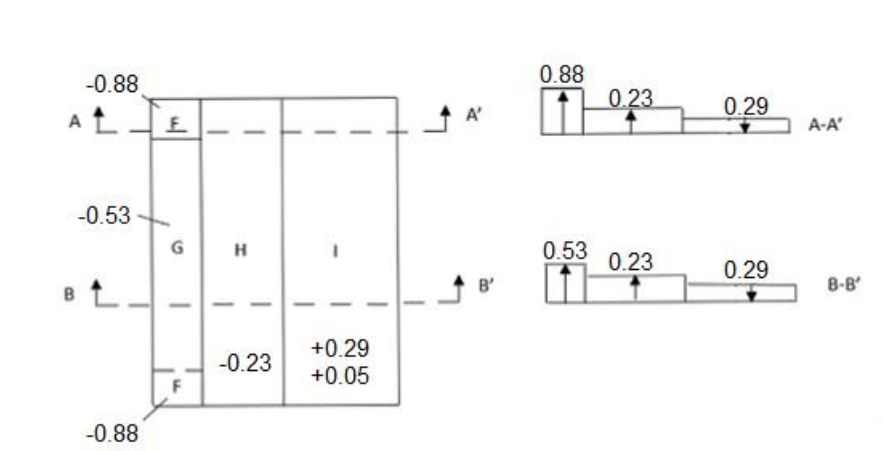 -0.88
A
F
A'
-0.53
G
H
I
B
B'
-0.23
+0.29
+0.05
F
-0.88
0.88
0.23
0.29
A-A'
0.53
0.23
0.29
B-B'